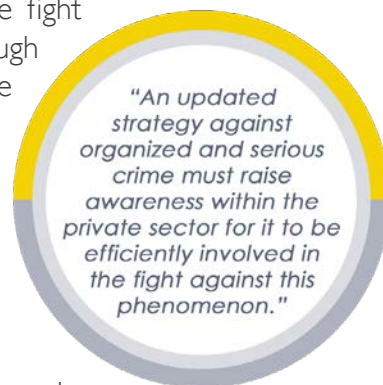 e fight
ugh
e
"An updated
strategy against
organized and serious
crime must raise
awareness within the
private sector for it to be
efficiently involved in
the fight against this
phenomenon."